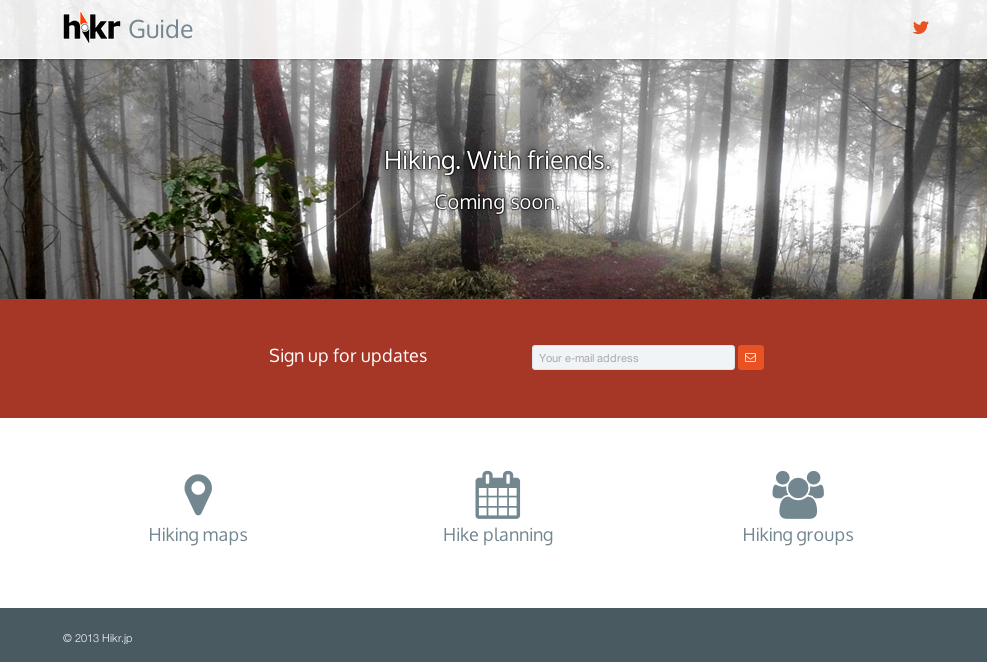 hikr Guide
Hiking. With friends.
Coming soon.
Sign up for updates
Your e-mail address
Hiking maps
Hike planning
Hiking groups
© 2013 Hikr.jp